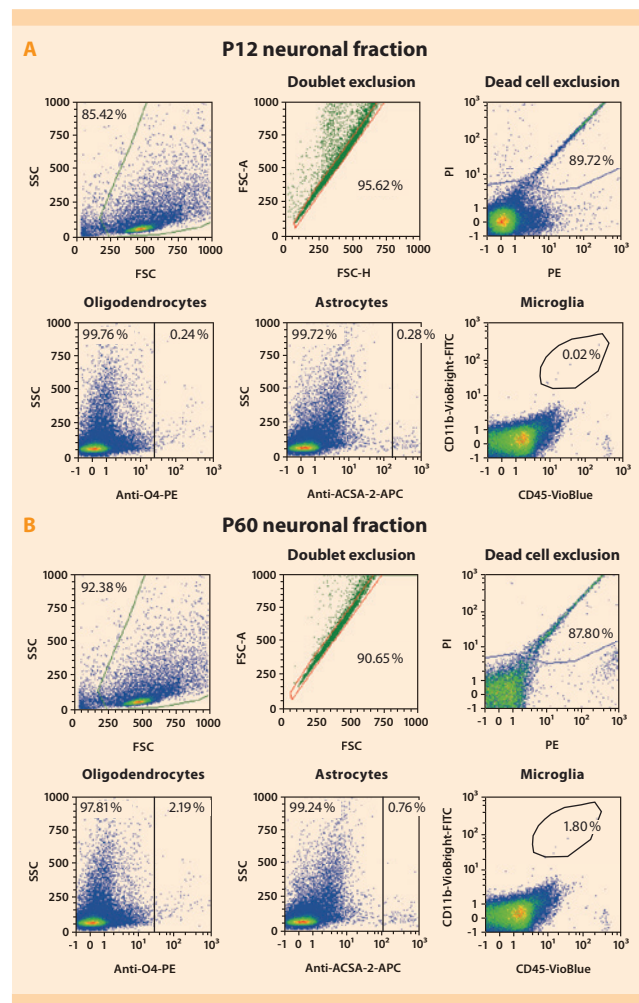 A P12 neuronal fraction
Doublet exclusion
Dead cell exclusion
1000
750
500
250
0
0 250 500 750 1000
SSC
FSC
85.42 %
1000
750
500
250
0
0 250 500 750 1000
FSC-A
FSC-H
95.62 %
10³
10²
10¹
1
0
-1
-1 0 1 10¹ 10² 10³
PI
PE
89.72 %
Oligodendrocytes
Astrocytes
Microglia
99.76 % 0.24 %
1000
750
500
250
0
-1 0 1 10¹ 10² 10³
SSC
Anti-O4-PE
99.72 % 0.28 %
1000
750
500
250
0
-1 0 1 10¹ 10² 10³
SSC
Anti-ACSA-2-APC
0.02 %
10³
10²
10¹
1
0
-1
-1 0 1 10¹ 10² 10³
CD11b-VioBright-FITC
CD45-VioBlue
B P60 neuronal fraction
Doublet exclusion
Dead cell exclusion
1000
750
500
250
0
0 250 500 750 1000
SSC
FSC
92.38 %
1000
750
500
250
0
0 250 500 750 1000
FSC-A
FSC
90.65 %
10³
10²
10¹
1
0
-1
-1 0 1 10¹ 10² 10³
PI
PE
87.80 %
Oligodendrocytes
Astrocytes
Microglia
97.81 % 2.19 %
1000
750
500
250
0
-1 0 1 10¹ 10² 10³
SSC
Anti-O4-PE
99.24 % 0.76 %
1000
750
500
250
0
-1 0 1 10¹ 10² 10³
SSC
Anti-ACSA-2-APC
1.80 %
10³
10²
10¹
1
0
-1
-1 0 1 10¹ 10² 10³
CD11b-VioBright-FITC
CD45-VioBlue